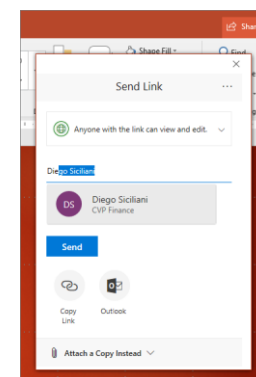 Shar
Shape Fill
Find
Send Link
Anyone with the link can view and edit.
Diego Siciliani
DS
Diego Siciliani
CVP Finance
Send
Copy
Link
Outlook
Attach a Copy Instead